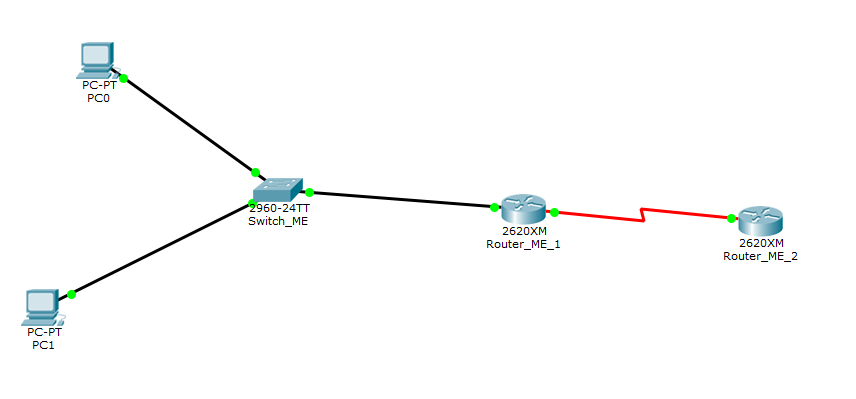 PC-PT
PC0
2960-24TT
Switch_ME
2620XM
Router_ME_1
2620XM
Router_ME_2
PC-PT
PC1